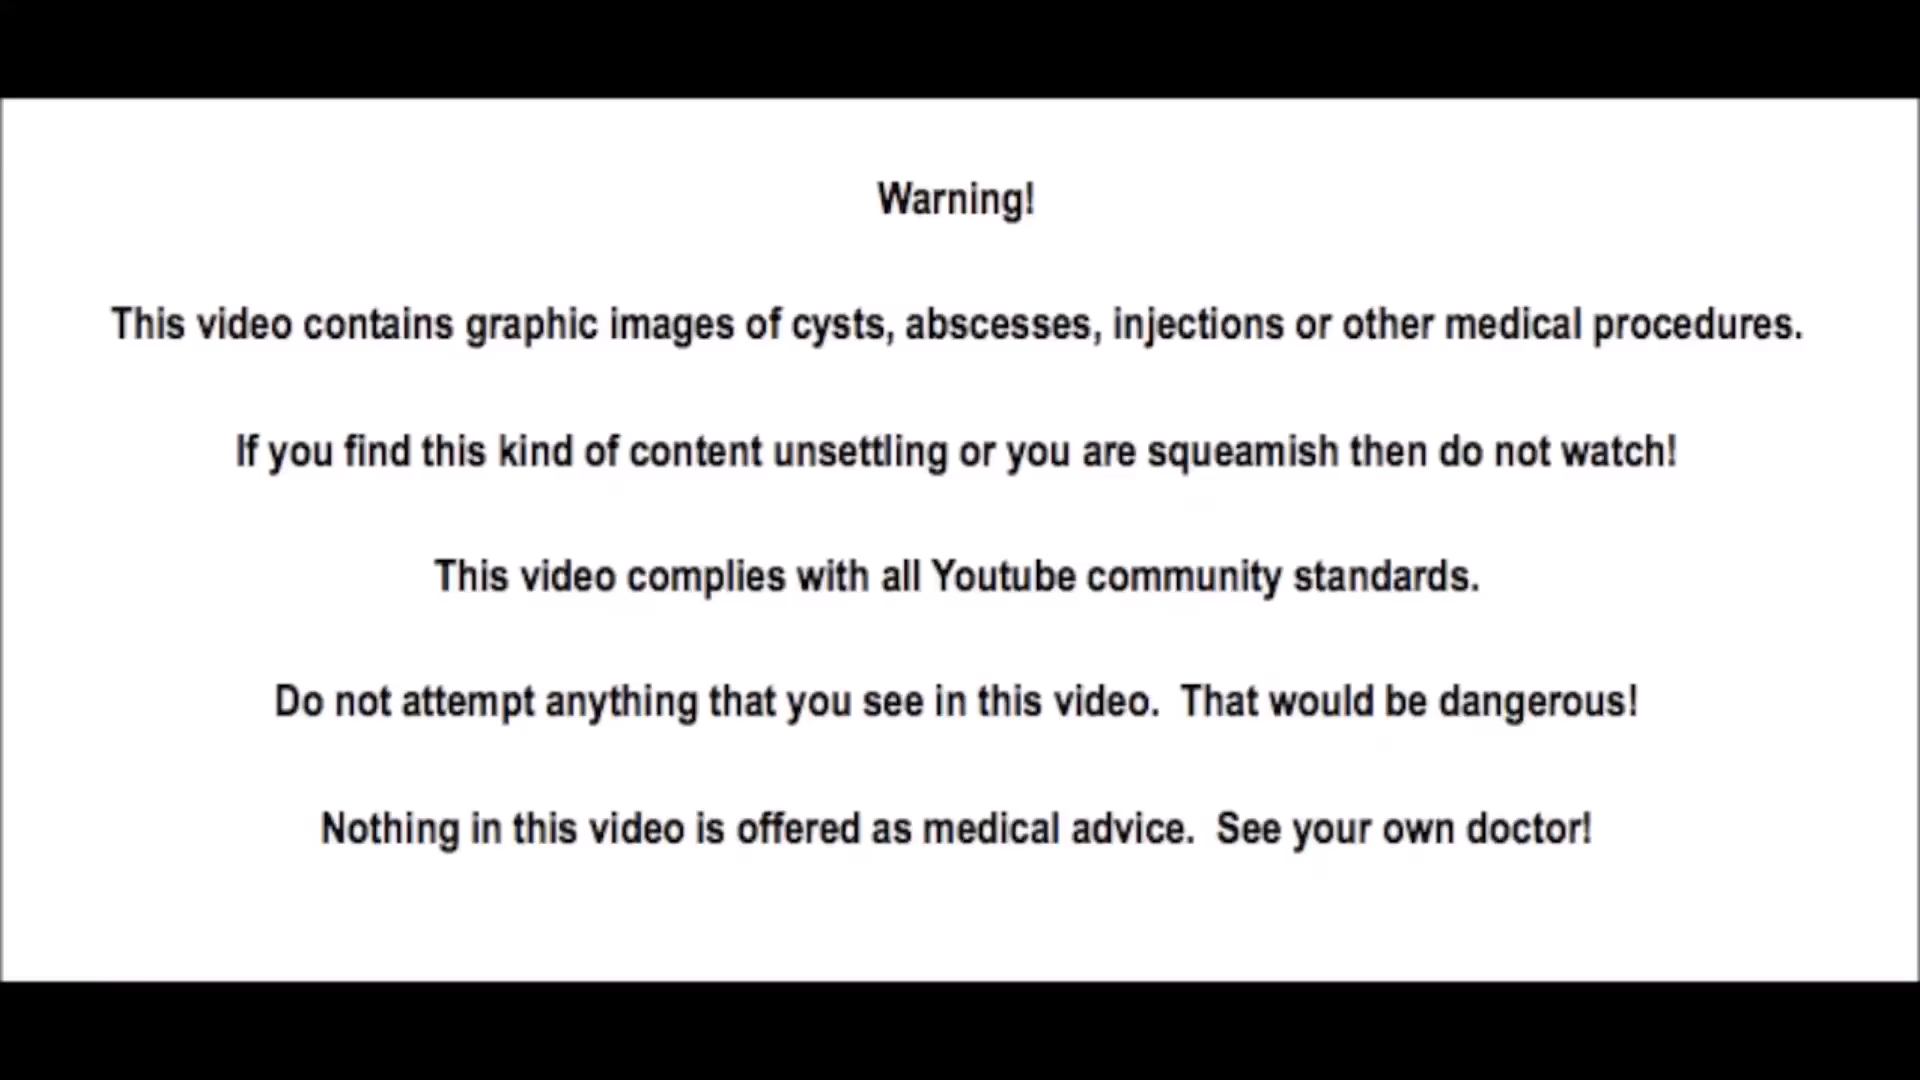 Warning!
This video contains graphic images of cysts, abscesses, injections or other medical procedures.
If you find this kind of content unsettling or you are squeamish then do not watch!
This video complies with all Youtube community standards.
Do not attempt anything that you see in this video.  That would be dangerous!
Nothing in this video is offered as medical advice.  See your own doctor!